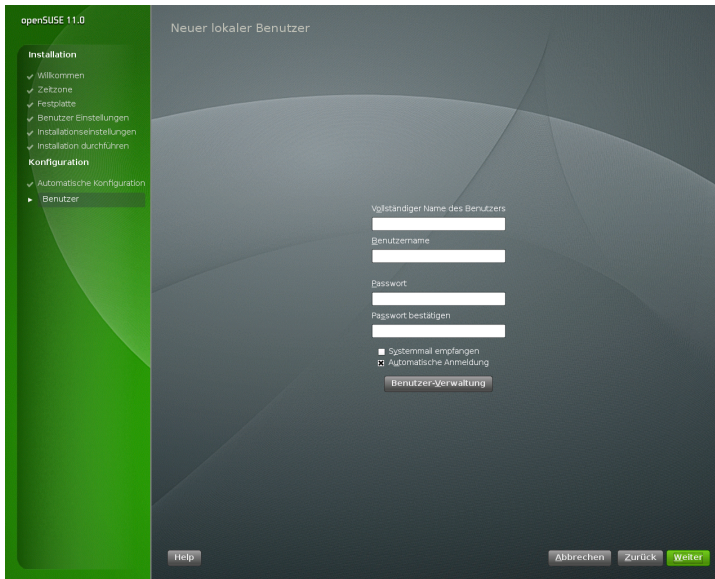 openSUSE 11.0
Installation
Willkommen
Zeitzone
Festplatte
Benutzer Einstellungen
Installationseinstellungen
Installation durchführen
Konfiguration
Automatische Konfiguration
Benutzer
Neuer lokaler Benutzer
Vollständiger Name des Benutzers
Benutzername
Passwort
Passwort bestätigen
Systemmail empfangen
Automatische Anmeldung
Benutzer-Verwaltung
Help
Abbrechen
Zurück
Weiter